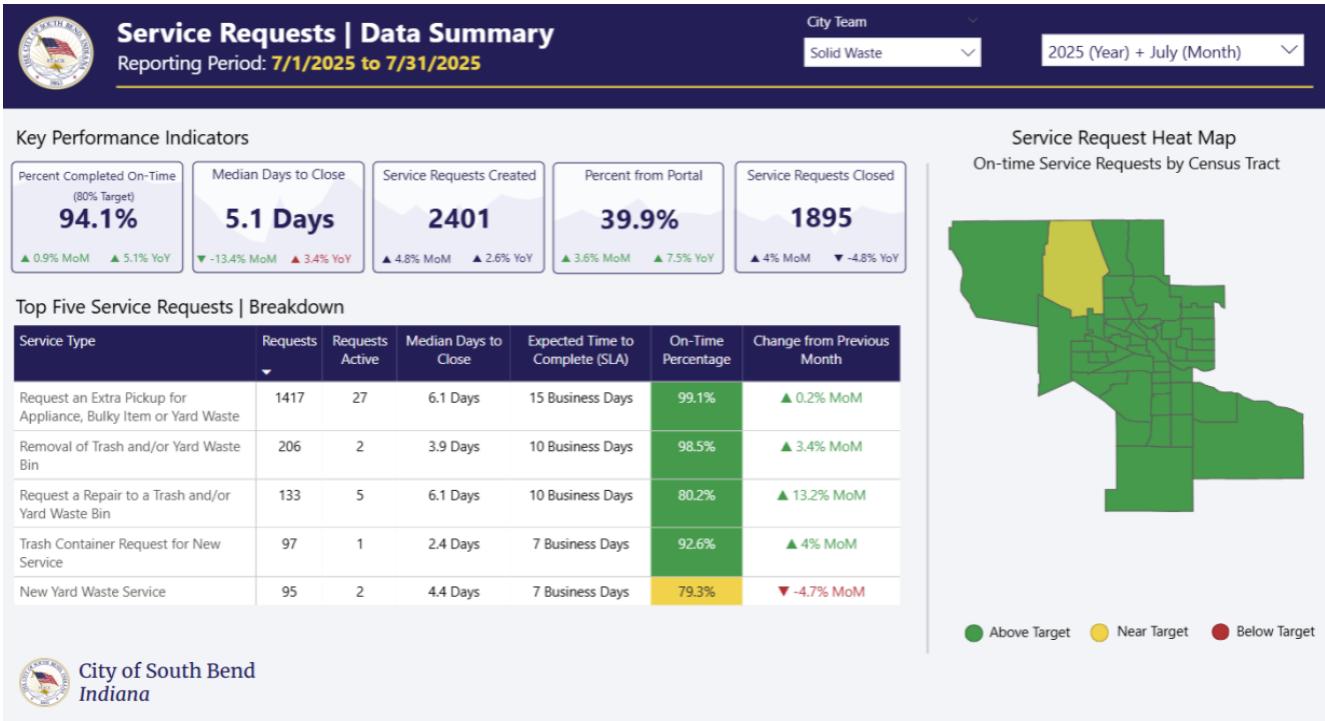 Service Requests | Data Summary
Reporting Period: 7/1/2025 to 7/31/2025
City Team
Solid Waste
2025 (Year) + July (Month)
Key Performance Indicators
Percent Completed On-Time
(80% Target)
94.1%
▲ 0.9% MoM ▲ 5.1% YoY
Median Days to Close
5.1 Days
▼ -13.4% MoM ▲ 3.4% YoY
Service Requests Created
2401
▲ 4.8% MoM ▲ 2.6% YoY
Percent from Portal
39.9%
▲ 3.6% MoM ▲ 7.5% YoY
Service Requests Closed
1895
▲ 4% MoM ▼ -4.8% YoY
Service Request Heat Map
On-time Service Requests by Census Tract
Top Five Service Requests | Breakdown
Service Type Requests Requests Active Median Days to Close Expected Time to Complete (SLA) On-Time Percentage Change from Previous Month
Request an Extra Pickup for Appliance, Bulky Item or Yard Waste 1417 27 6.1 Days 15 Business Days 99.1% ▲ 0.2% MoM
Removal of Trash and/or Yard Waste Bin 206 2 3.9 Days 10 Business Days 98.5% ▲ 3.4% MoM
Request a Repair to a Trash and/or Yard Waste Bin 133 5 6.1 Days 10 Business Days 80.2% ▲ 13.2% MoM
Trash Container Request for New Service 97 1 2.4 Days 7 Business Days 92.6% ▲ 4% MoM
New Yard Waste Service 95 2 4.4 Days 7 Business Days 79.3% ▼ -4.7% MoM
Above Target Near Target Below Target
City of South Bend
Indiana